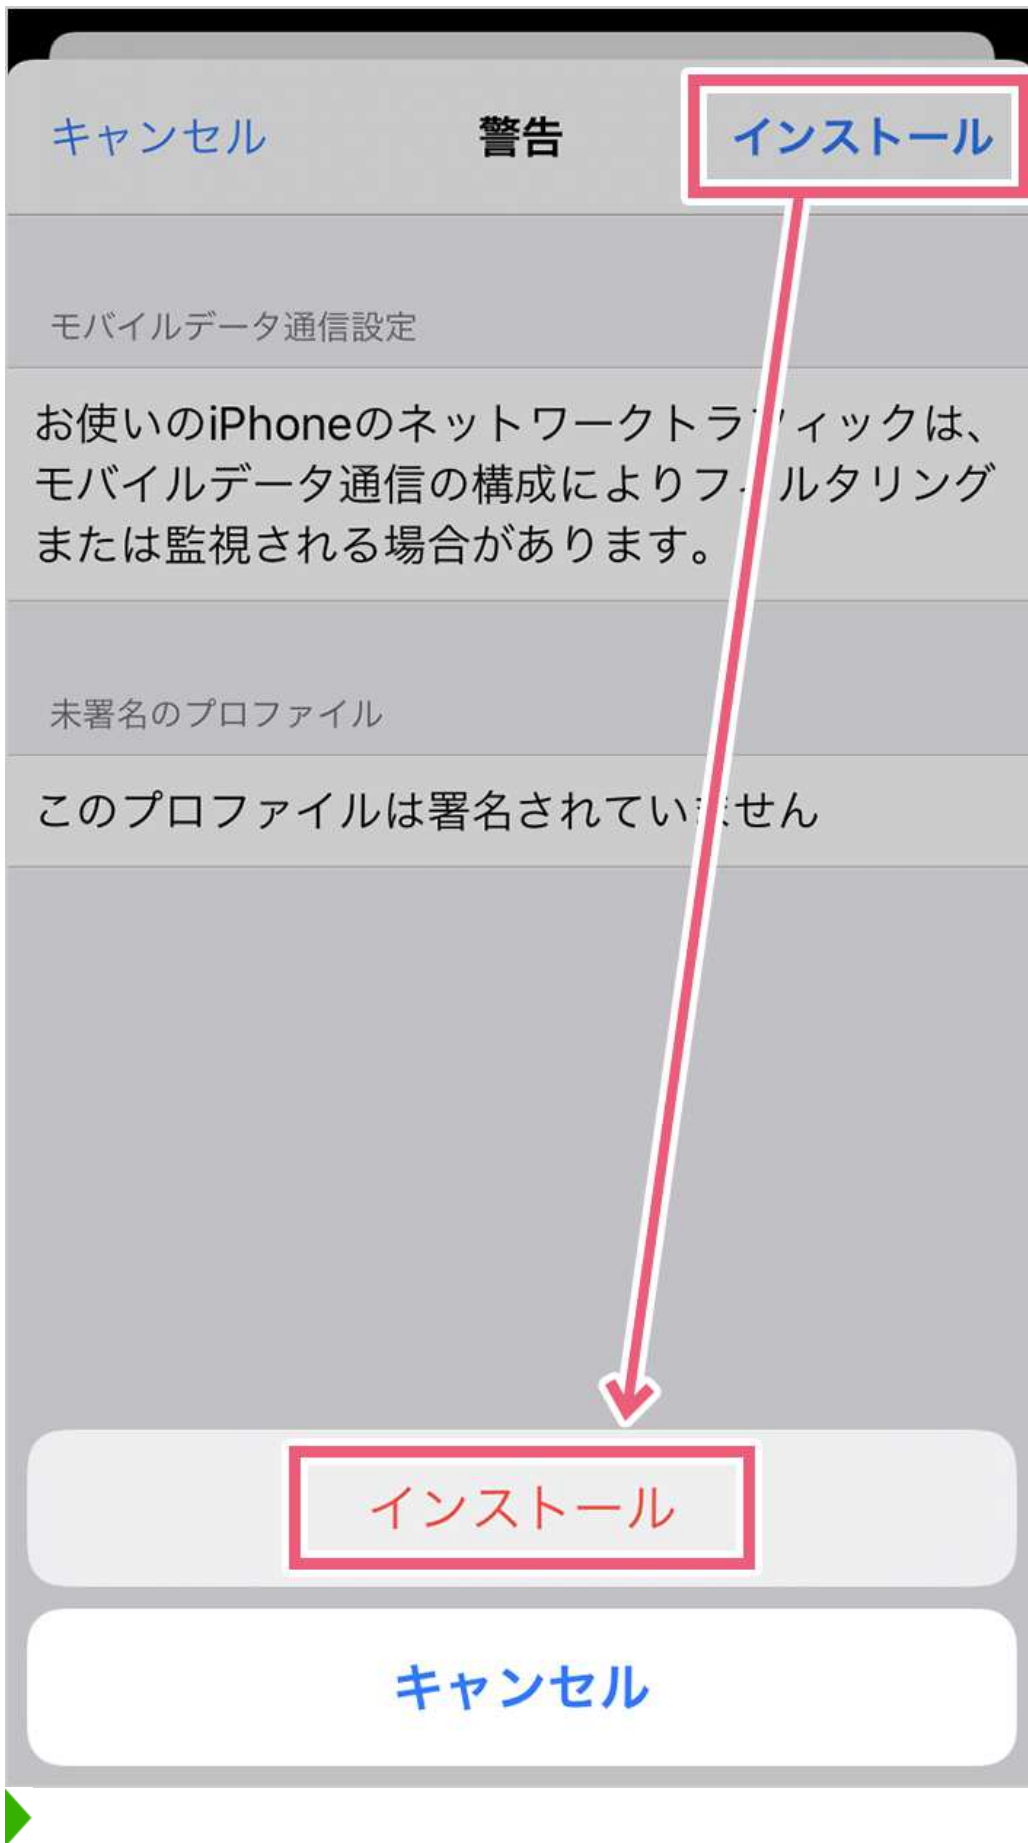 キャンセル 警告 インストール
モバイルデータ通信設定
お使いのiPhoneのネットワークトラフィックは、
モバイルデータ通信の構成によりフィルタリング
または監視される場合があります。
未署名のプロファイル
このプロファイルは署名されていません
インストール
キャンセル